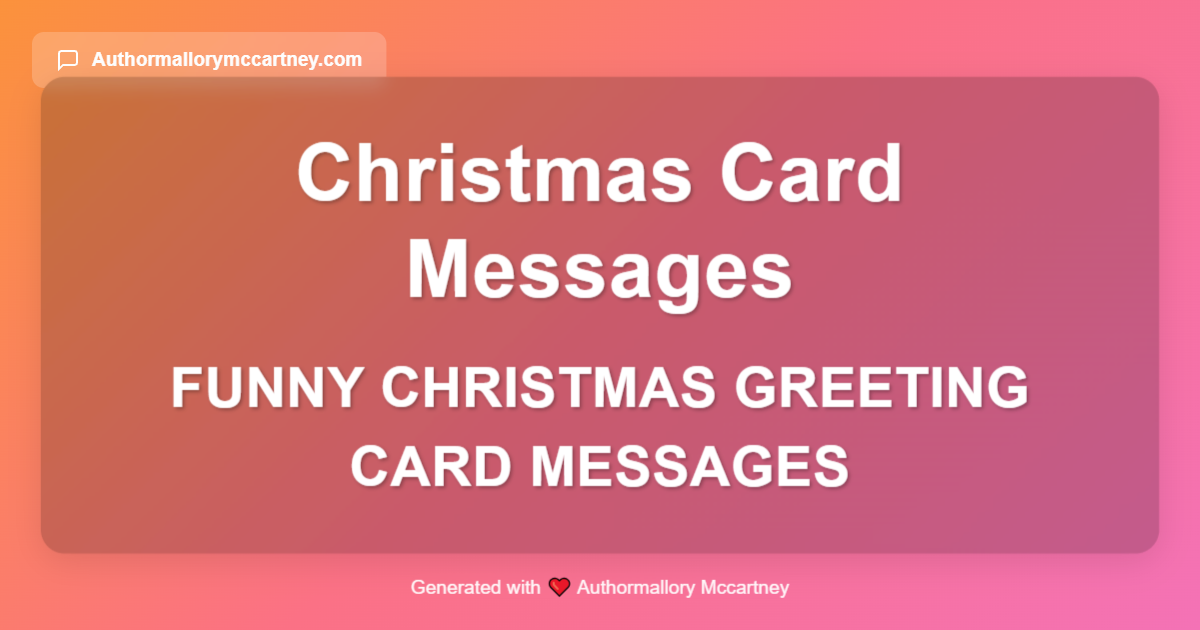 Authormallorymccartney.com
Christmas Card
Messages
FUNNY CHRISTMAS GREETING
CARD MESSAGES
Generated with ❤️ Authormallory Mccartney